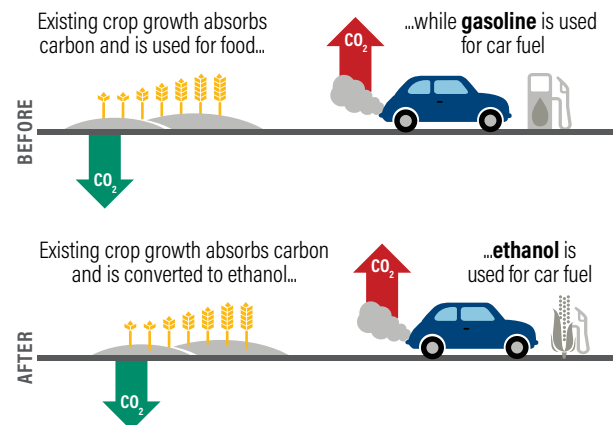 Existing crop growth absorbs
carbon and is used for food...
...while gasoline is used
for car fuel
CO2
BEFORE
CO2
Existing crop growth absorbs carbon
and is converted to ethanol...
...ethanol is
used for car fuel
CO2
AFTER
CO2